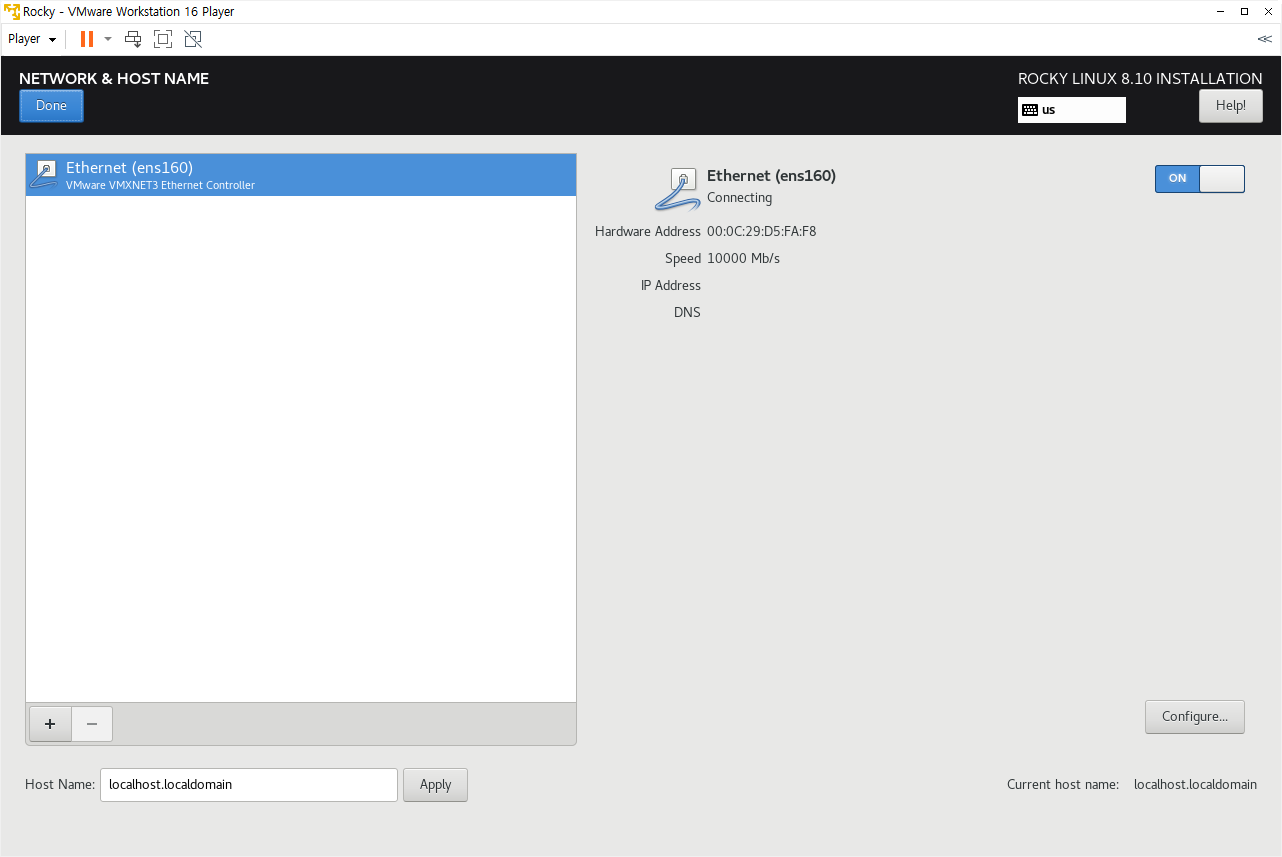 Rocky - VMware Workstation 16 Player
Player
NETWORK & HOST NAME
Done
ROCKY LINUX 8.10 INSTALLATION
us
Help!
Ethernet (ens160)
VMware VMXNET3 Ethernet Controller
Ethernet (ens160)
Connecting
ON
Hardware Address 00:0C:29:D5:FA:F8
Speed 10000 Mb/s
IP Address
DNS
+ −
Configure...
Host Name: localhost.localdomain Apply
Current host name: localhost.localdomain